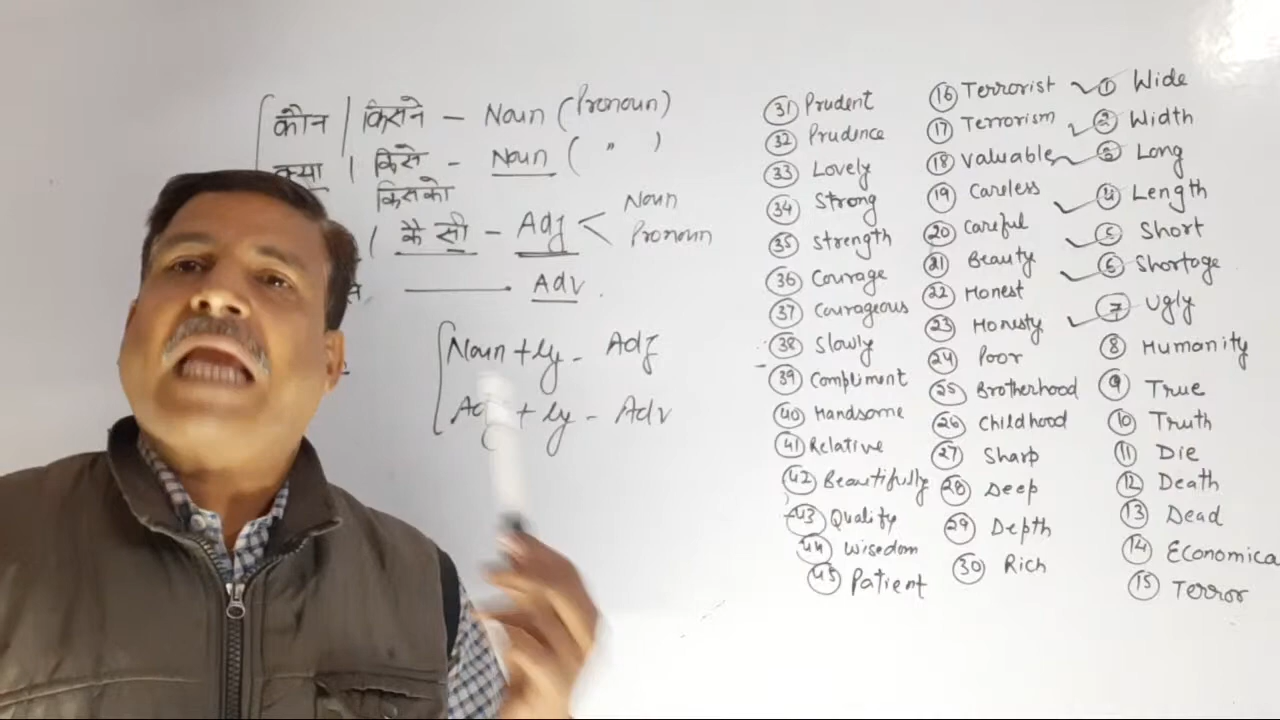 कौन | किसने – Noun (Pronoun)
क्या | किसे – Noun ( " )
किसको
| कै सी – Adj < Noun
Pronoun
Adv.
Noun + ly – Adj
Adj + ly – Adv
31 Prudent
32 Prudence
33 Lovely
34 Strong
35 Strength
36 Courage
37 Courageous
38 Slowly
39 Compliment
40 Handsome
41 Relative
42 Beautifully
43 Qualify
44 Wisedom
45 Patient
16 Terrorist
17 Terrorism
18 Valuable
19 Careless
20 Careful
21 Beauty
22 Honest
23 Honesty
24 Poor
25 Brotherhood
26 Childhood
27 Sharp
28 Deep
29 Depth
30 Rich
1 Wide
2 Width
3 Long
4 Length
5 Short
6 Shortage
7 Ugly
8 Humanity
9 True
10 Truth
11 Die
12 Death
13 Dead
14 Economica
15 Terror